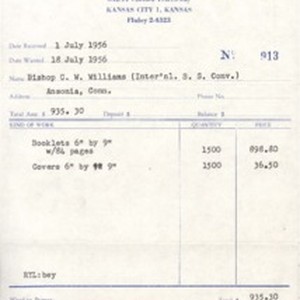 KANSAS CITY 1, KANSAS
Date Received 1 July 1956
Nº 913
Date Wanted 18 July 1956
Name Bishop C. W. Williams (Inter'nl. S. S. Conv.)
Address Ansonia, Conn. Phone No.
Total Amt. $ 935. 30 Deposit $ Balance $
KIND OF WORK QUANTITY PRICE
Booklets 6" by 9"
w/84 pages 1500 898.80
Covers 6" by 9" 1500 36.50
RTL:bey
935.30